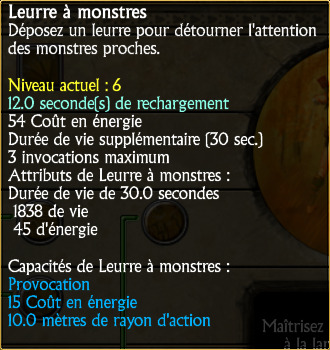 Leurre à monstres
Déposez un leurre pour détourner l'attention
des monstres proches.
Niveau actuel : 6
12.0 seconde(s) de rechargement
54 Coût en énergie
Durée de vie supplémentaire (30 sec.)
3 invocations maximum
Attributs de Leurre à monstres :
Durée de vie de 30.0 secondes
1838 de vie
45 d'énergie
Capacités de Leurre à monstres :
Provocation
15 Coût en énergie
10.0 mètres de rayon d'action
Maîtrisez
à la